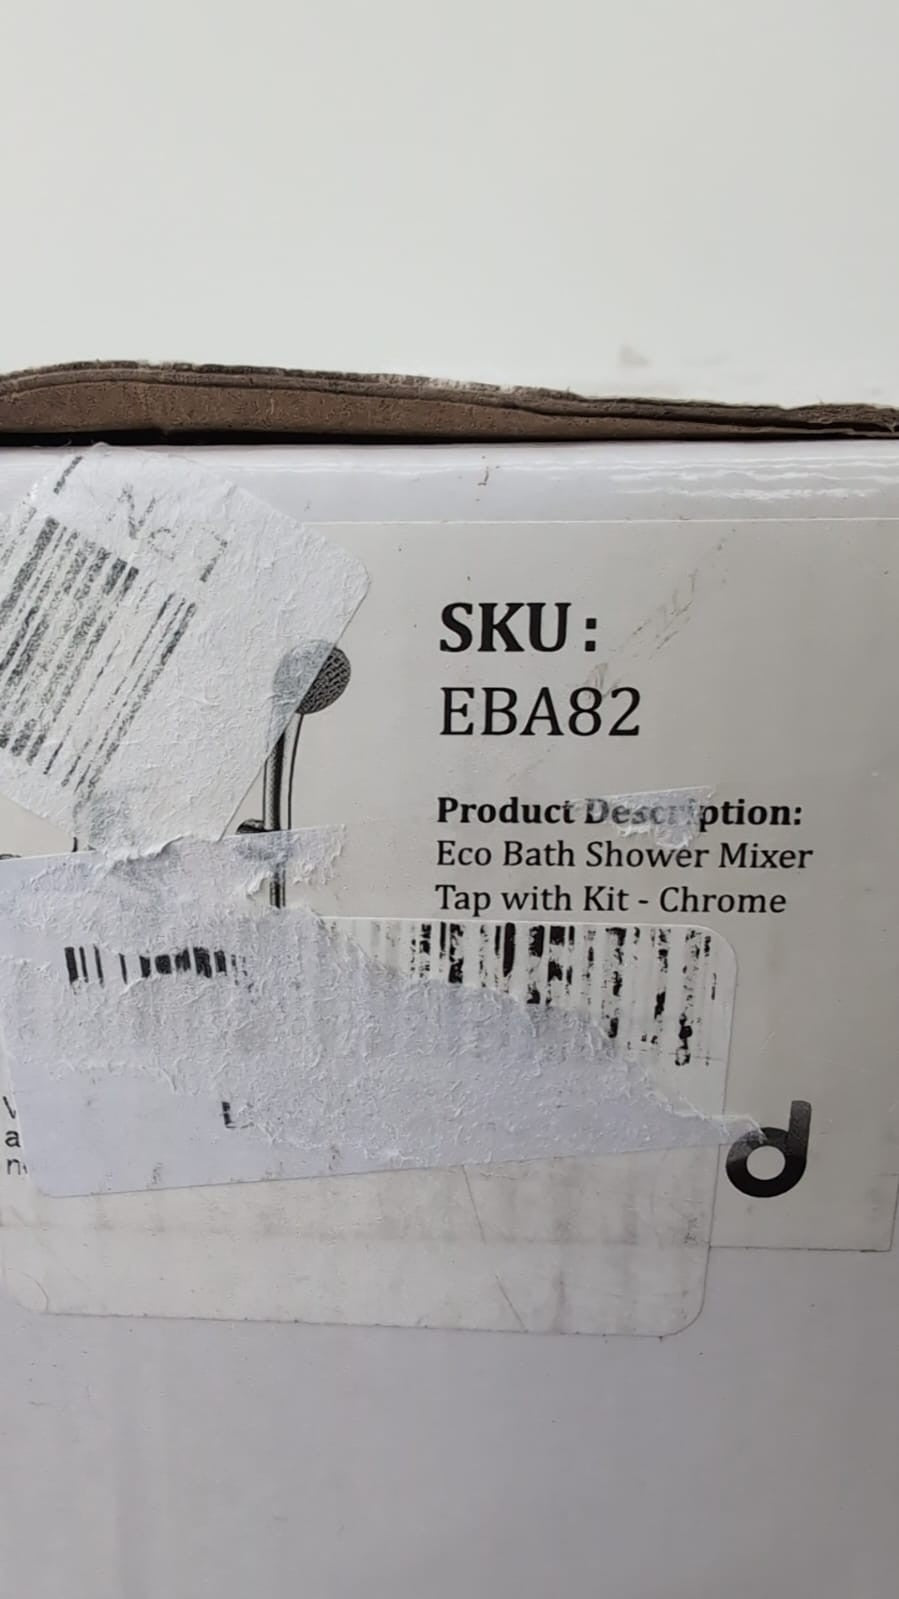 SKU:
EBA82
Product Description:
Eco Bath Shower Mixer
Tap with Kit - Chrome
d